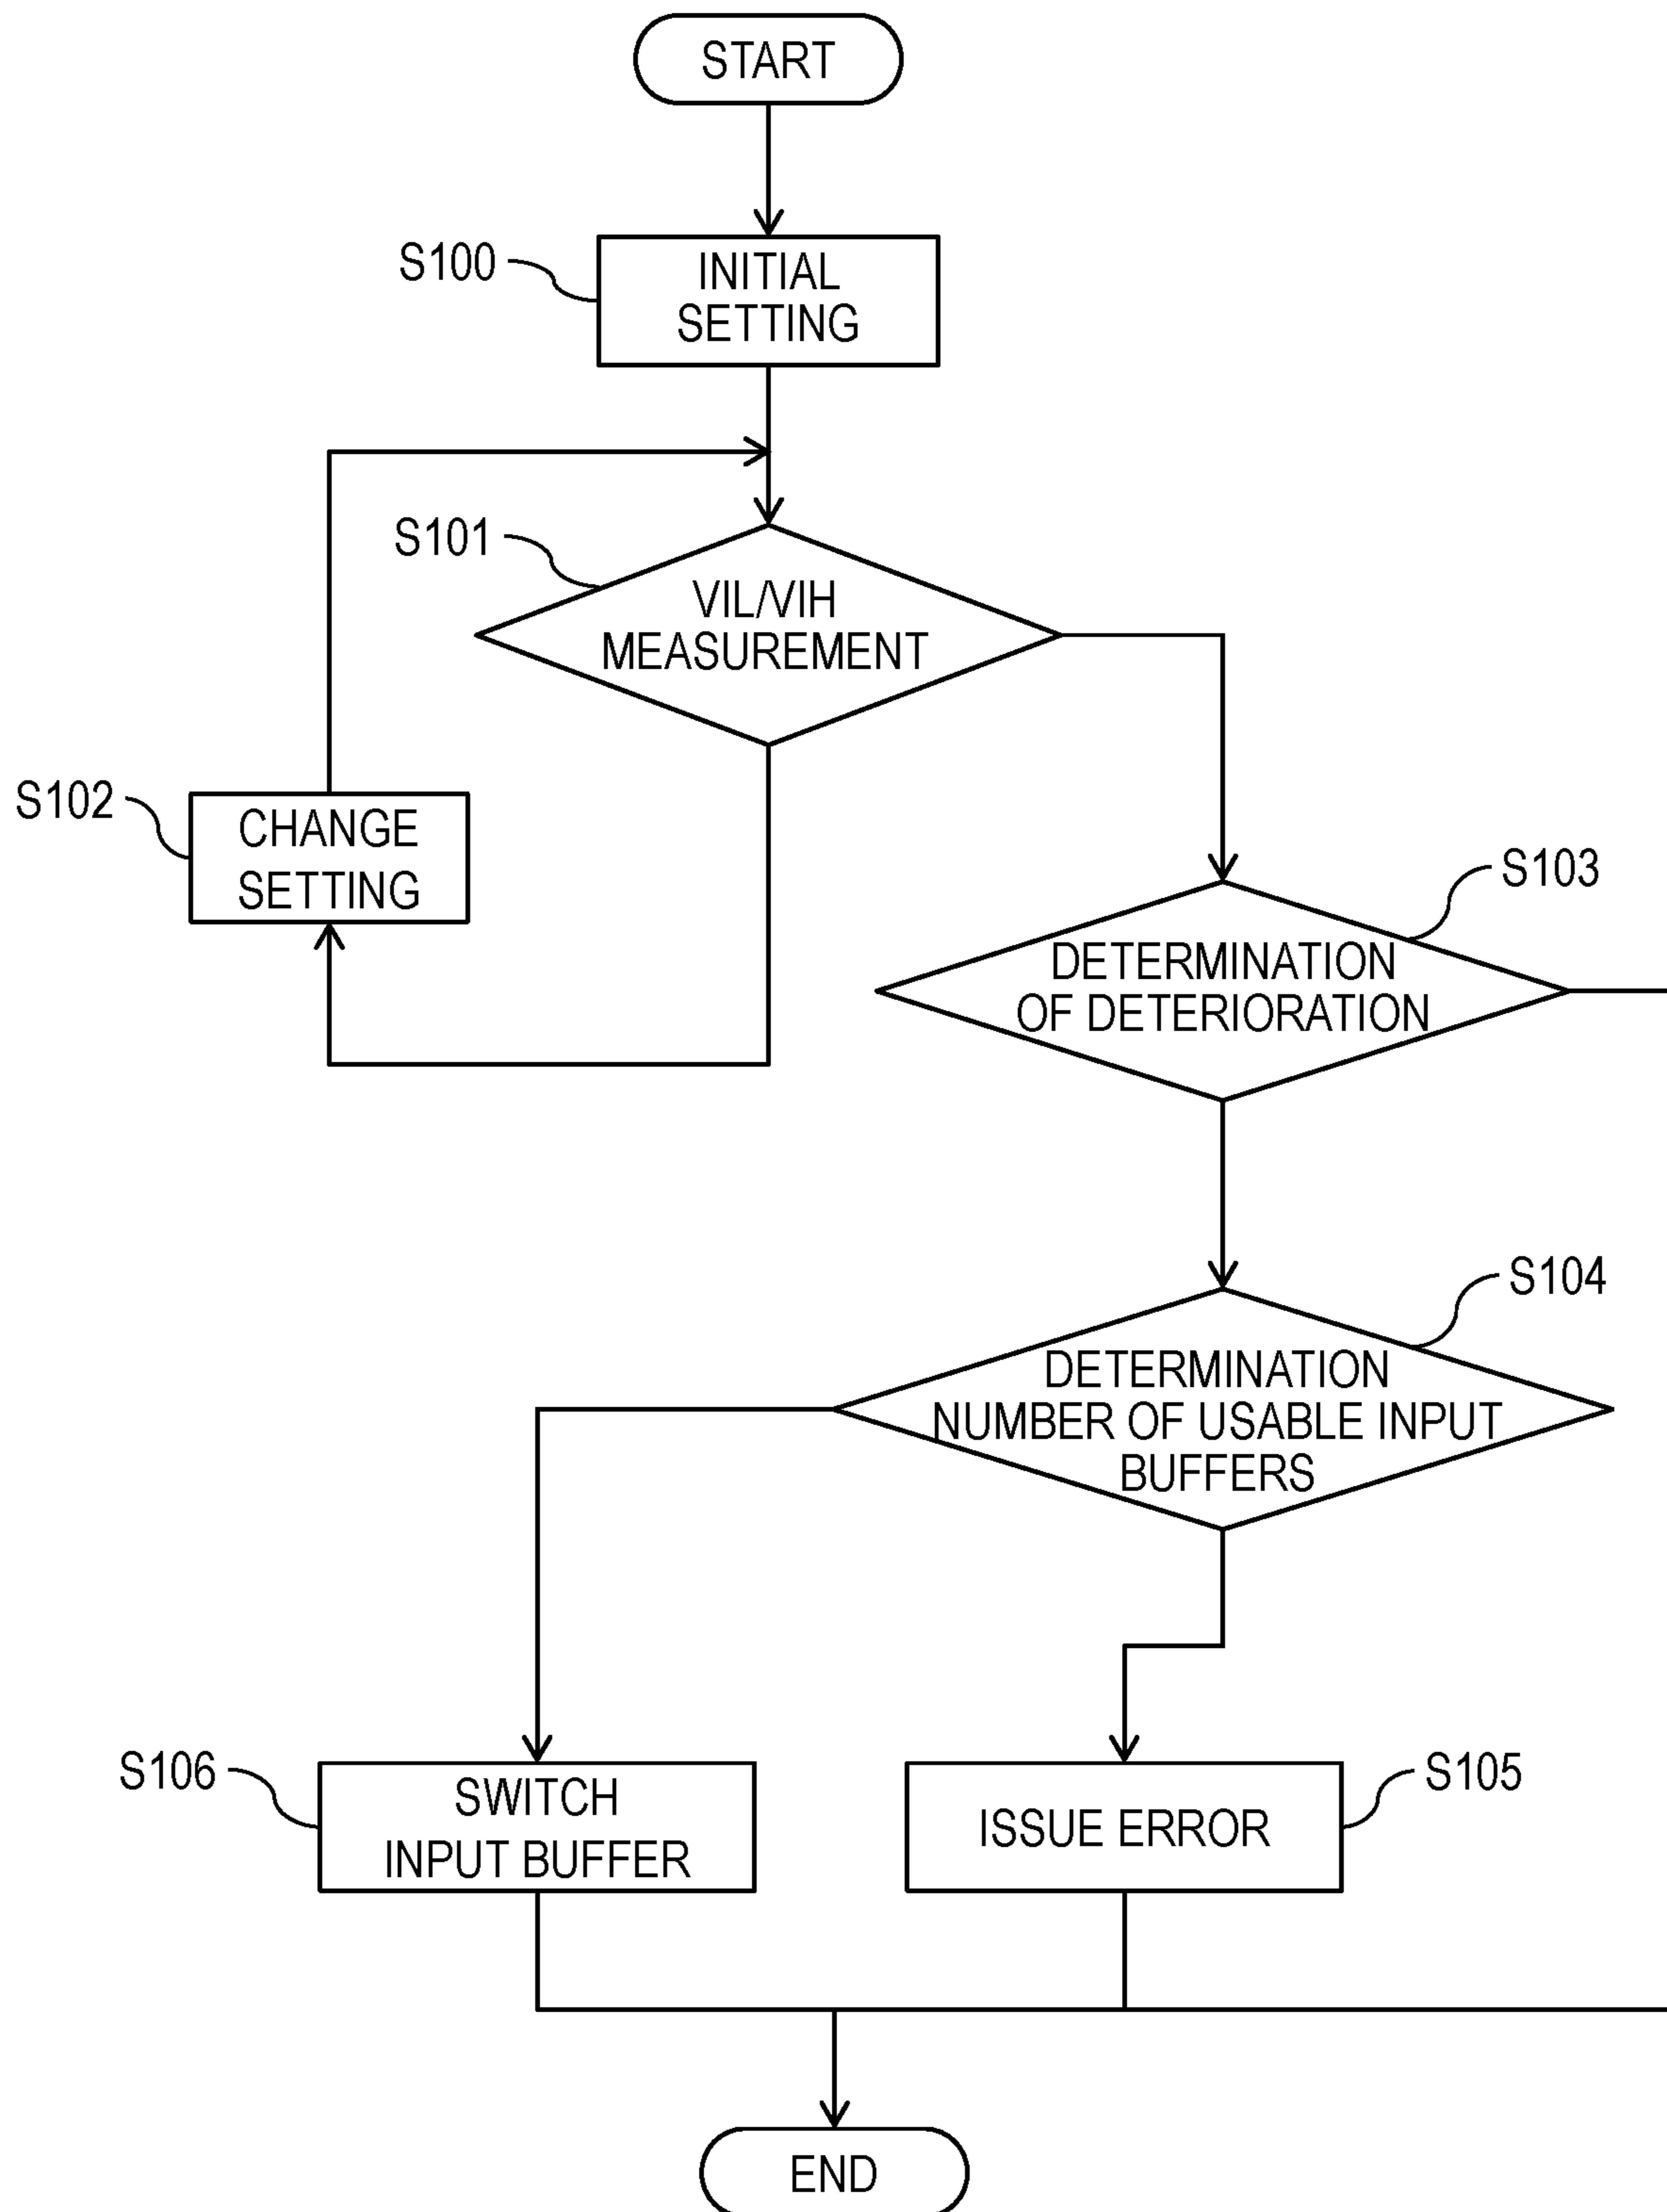 START
S100
INITIAL
SETTING
S101
VIL/VIH
MEASUREMENT
S102
CHANGE
SETTING
S103
DETERMINATION
OF DETERIORATION
S104
DETERMINATION
NUMBER OF USABLE INPUT
BUFFERS
S106
SWITCH
INPUT BUFFER
S105
ISSUE ERROR
END